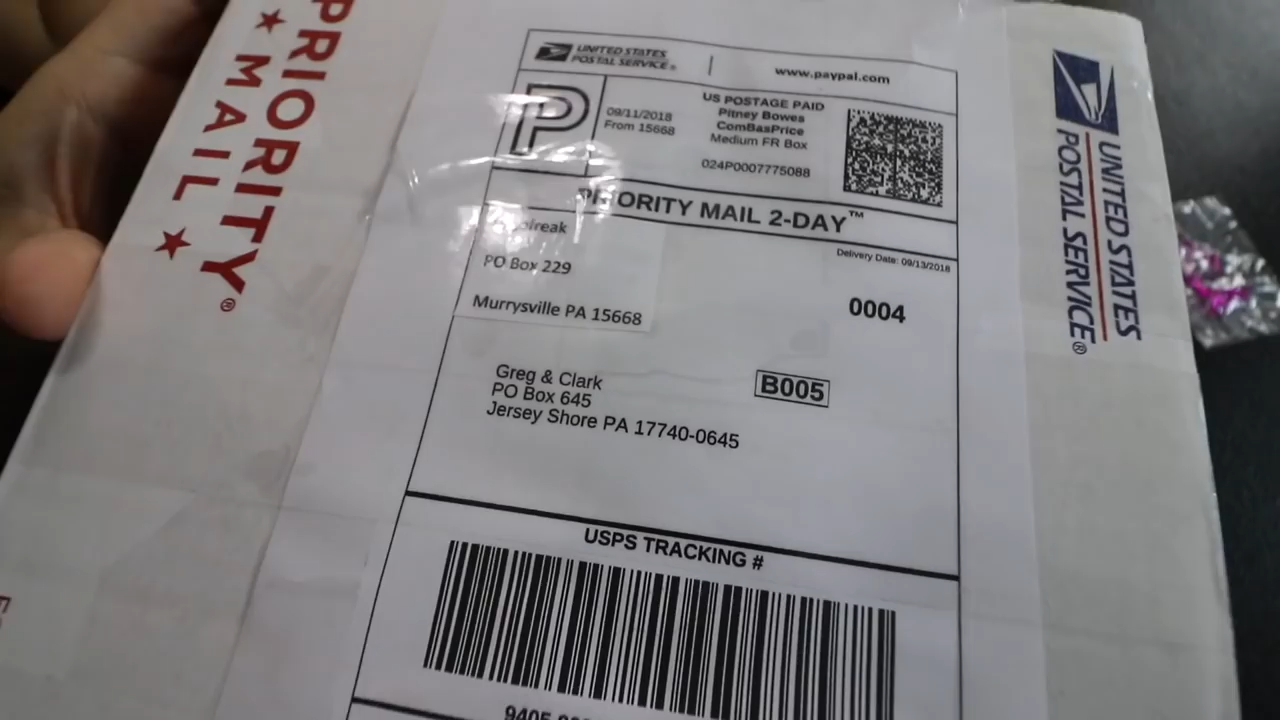 PRIORITY
★ MAIL ★
UNITED STATES
POSTAL SERVICE®
www.paypal.com
P
09/11/2018
From 15668
US POSTAGE PAID
Pitney Bowes
ComBasPrice
Medium FR Box
024P0007775088
PRIORITY MAIL 2-DAY™
PO Box 229
Murrysville PA 15668
Delivery Date: 09/13/2018
0004
Greg & Clark
PO Box 645
Jersey Shore PA 17740-0645
B005
USPS TRACKING #
9405
UNITED STATES
POSTAL SERVICE®